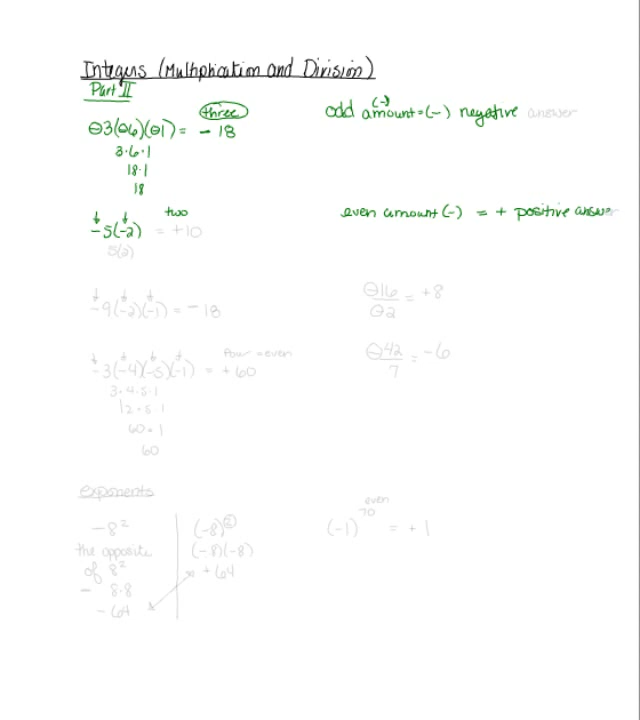 Integers (Multiplication and Division)
Part II
three
⊖3(⊖6)(⊖1) = - 18
3·6·1
18·1
18
(-)
odd amount = (-) negative answer
two
-5(-2) = +10
5(2)
even amount (-) = + positive answer
-9(-2)(-1) = - 18
⊖16
⊖2
= +8
four = even
-3(-4)(-5)(-1) = + 60
3·4·5·1
12·5·1
60·1
60
⊖42
7
= -6
exponents
-8²
the opposite
of 8²
- 8·8
- 64
(-8)②
(-8)(-8)
+64
even
70
(-1) = + 1